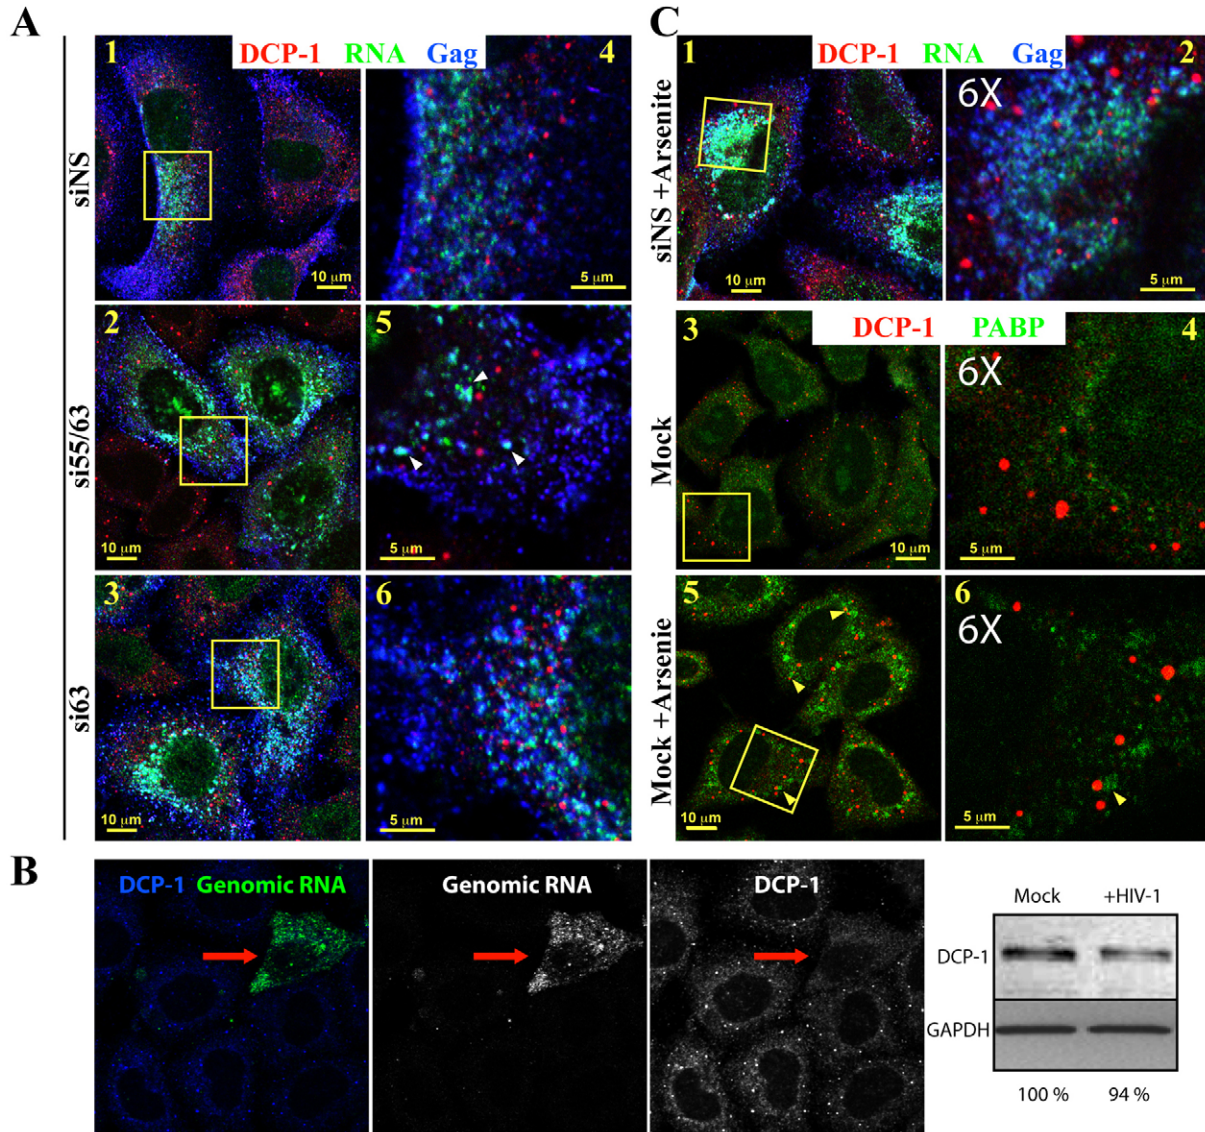 A
siNS
1
DCP-1 RNA Gag
4
10 μm
5 μm
si55/63
2
5
10 μm
5 μm
si63
3
6
10 μm
5 μm
C
siNS +Arsenite
1
DCP-1 RNA Gag
2
6X
10 μm
5 μm
Mock
3
DCP-1 PABP
4
6X
10 μm
5 μm
Mock +Arsenie
5
6
6X
10 μm
5 μm
B
DCP-1 Genomic RNA
Genomic RNA
DCP-1
Mock +HIV-1
DCP-1
GAPDH
100 % 94 %